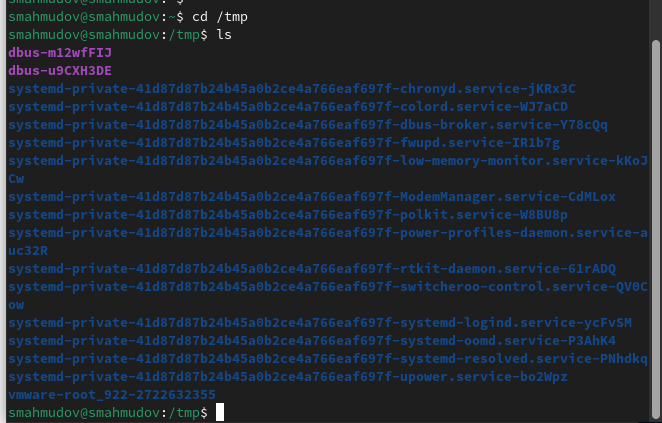 smahmudov@smahmudov:~$ cd /tmp
smahmudov@smahmudov:/tmp$ ls
dbus-m12wfFIJ
dbus-u9CXH3DE
systemd-private-41d87d87b24b45a0b2ce4a766eaf697f-chronyd.service-jKRx3C
systemd-private-41d87d87b24b45a0b2ce4a766eaf697f-colord.service-WJ7aCD
systemd-private-41d87d87b24b45a0b2ce4a766eaf697f-dbus-broker.service-Y78cQq
systemd-private-41d87d87b24b45a0b2ce4a766eaf697f-fwupd.service-IR1b7g
systemd-private-41d87d87b24b45a0b2ce4a766eaf697f-low-memory-monitor.service-kKoJ
Cw
systemd-private-41d87d87b24b45a0b2ce4a766eaf697f-ModemManager.service-CdMLox
systemd-private-41d87d87b24b45a0b2ce4a766eaf697f-polkit.service-W8BU8p
systemd-private-41d87d87b24b45a0b2ce4a766eaf697f-power-profiles-daemon.service-a
uc32R
systemd-private-41d87d87b24b45a0b2ce4a766eaf697f-rtkit-daemon.service-61rADQ
systemd-private-41d87d87b24b45a0b2ce4a766eaf697f-switcheroo-control.service-QV0C
ow
systemd-private-41d87d87b24b45a0b2ce4a766eaf697f-systemd-logind.service-ycFvSM
systemd-private-41d87d87b24b45a0b2ce4a766eaf697f-systemd-oomd.service-P3AhK4
systemd-private-41d87d87b24b45a0b2ce4a766eaf697f-systemd-resolved.service-PNhdkq
systemd-private-41d87d87b24b45a0b2ce4a766eaf697f-upower.service-bo2Wpz
vmware-root_922-2722632355
smahmudov@smahmudov:/tmp$